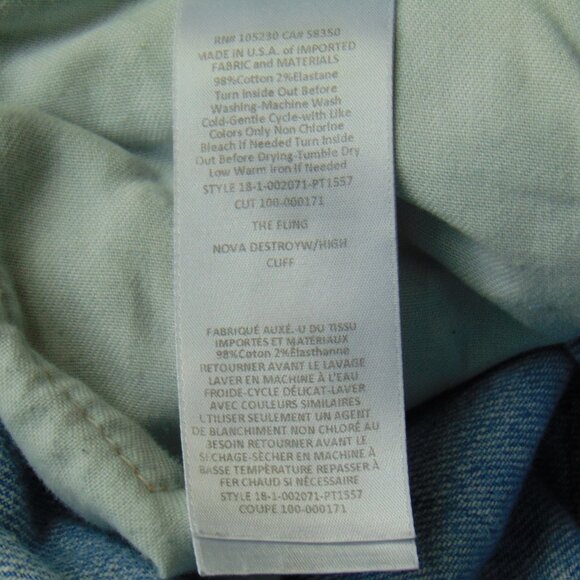 RN# 105230 CA# 58350
MADE IN U.S.A. of IMPORTED
FABRIC and MATERIALS
98%Cotton 2%Elastane
Turn Inside Out Before
Washing-Machine Wash
Cold-Gentle Cycle-with Like
Colors Only Non Chlorine
Bleach If Needed Turn Inside
Out Before Drying-Tumble Dry
Low Warm Iron If Needed
STYLE 18-1-002071-PT1557
CUT 100-000171
THE FLING
NOVA DESTROYW/HIGH
CLIFF
FABRIQUÉ AUXÉ.-U DU TISSU
IMPORTÉS ET MATÉRIAUX
98%Coton 2%Élasthanne
RETOURNER AVANT LE LAVAGE
LAVER EN MACHINE À L'EAU
FROIDE-CYCLE DÉLICAT-LAVER
AVEC COULEURS SIMILAIRES
UTILISER SEULEMENT UN AGENT
DE BLANCHIMENT NON CHLORÉ AU
BESOIN RETOURNER AVANT LE
SÉCHAGE-SÉCHER EN MACHINE À
BASSE TEMPÉRATURE REPASSER À
FER CHAUD SI NÉCESSAIRE
STYLE 18-1-002071-PT1557
COUPE 100-000171